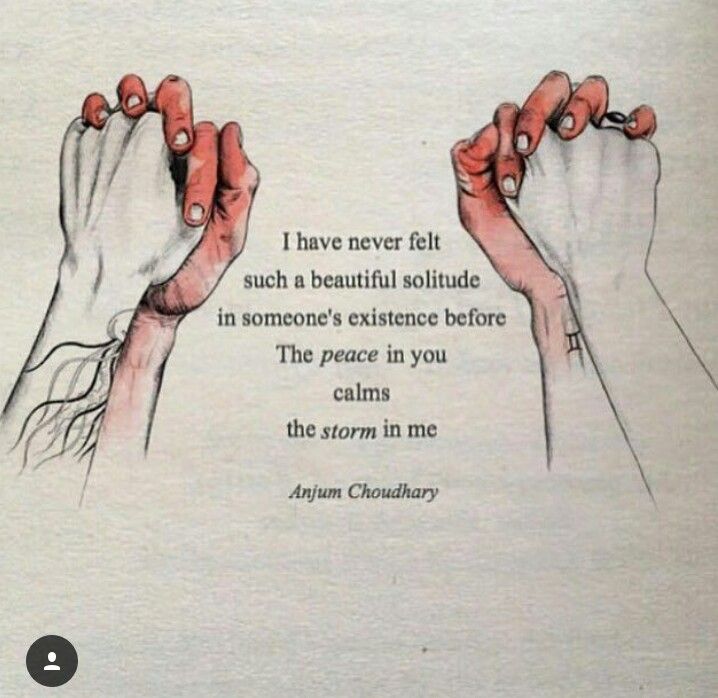 I have never felt
such a beautiful solitude
in someone's existence before
The peace in you
calms
the storm in me
Anjum Choudhary